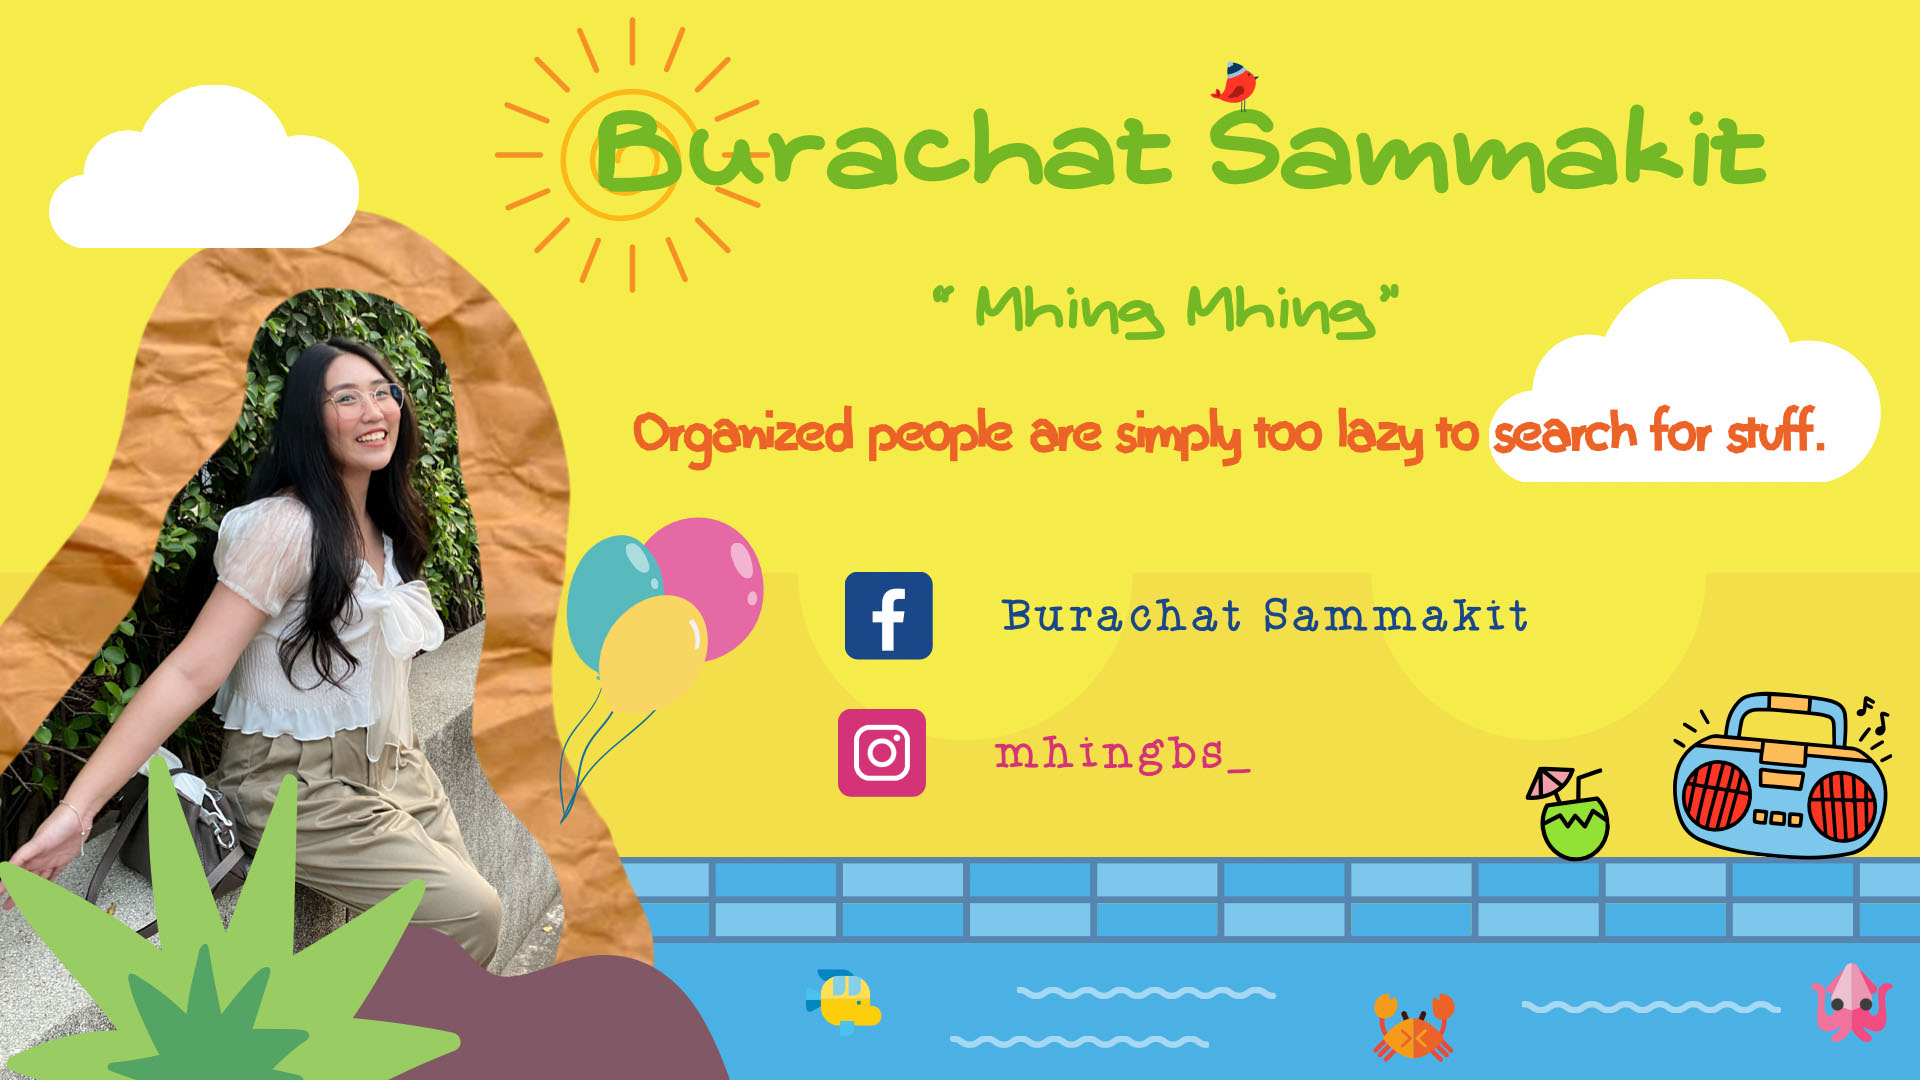 Burachat Sammakit
“ Mhing Mhing”
Organized people are simply too lazy to search for stuff.
Burachat Sammakit
mhingbs_